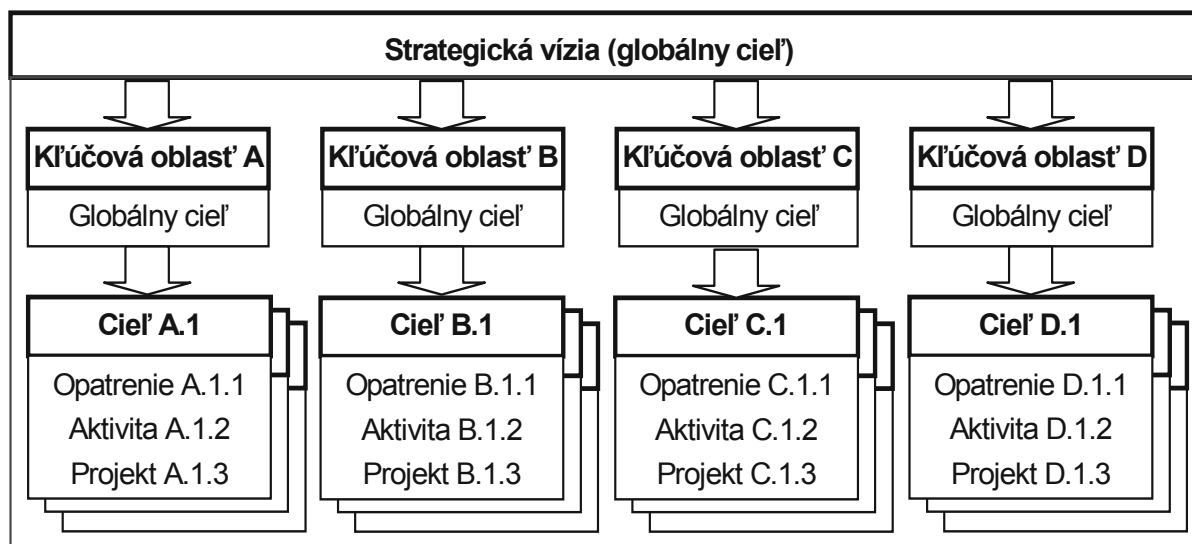 Strategická vízia (globálny cieľ)
Kľúčová oblasť A
Globálny cieľ
Cieľ A.1
Opatrenie A.1.1
Aktivita A.1.2
Projekt A.1.3
Kľúčová oblasť B
Globálny cieľ
Cieľ B.1
Opatrenie B.1.1
Aktivita B.1.2
Projekt B.1.3
Kľúčová oblasť C
Globálny cieľ
Cieľ C.1
Opatrenie C.1.1
Aktivita C.1.2
Projekt C.1.3
Kľúčová oblasť D
Globálny cieľ
Cieľ D.1
Opatrenie D.1.1
Aktivita D.1.2
Projekt D.1.3